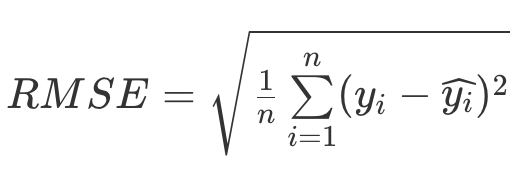 RMSE = √(1/n ∑_{i=1}^{n} (y_i − ŷ_i)²)